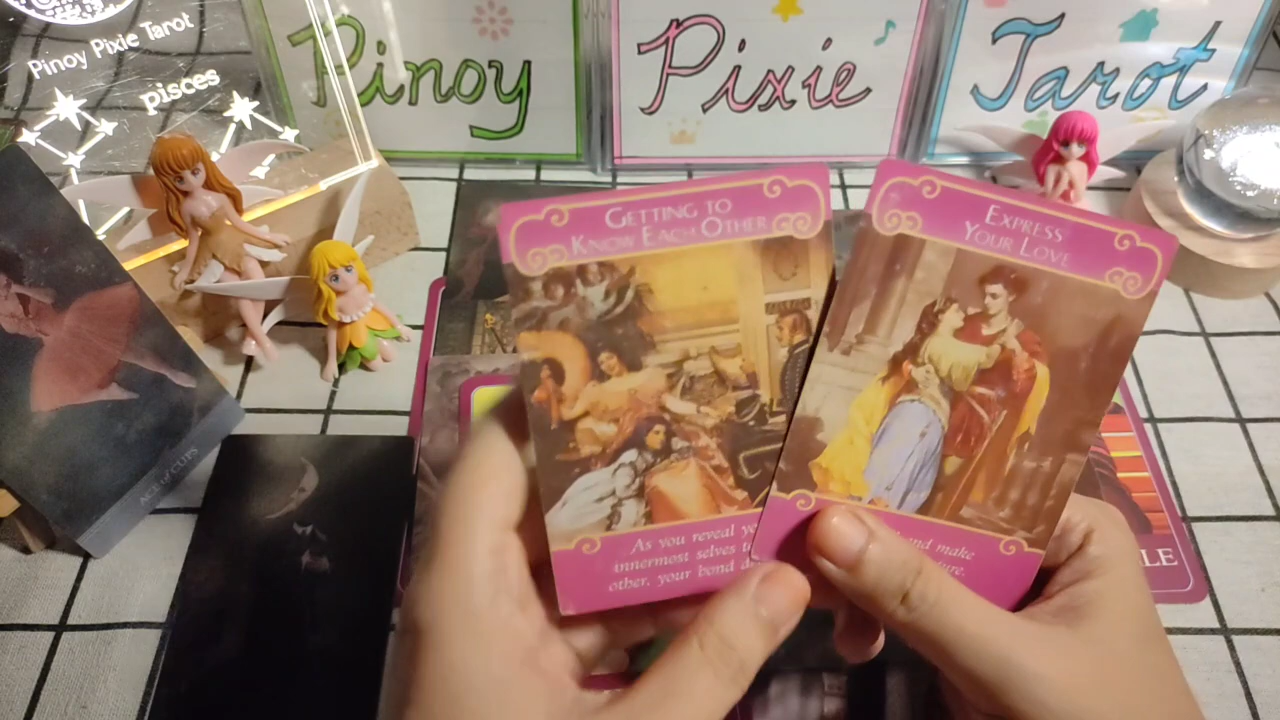 Pinoy Pixie Tarot
pisces
Pinoy
Pixie
Tarot
GETTING TO
KNOW EACH OTHER
As you reveal
innermost selves
other, your bond
EXPRESS
YOUR LOVE
and make
ACE OF CUPS